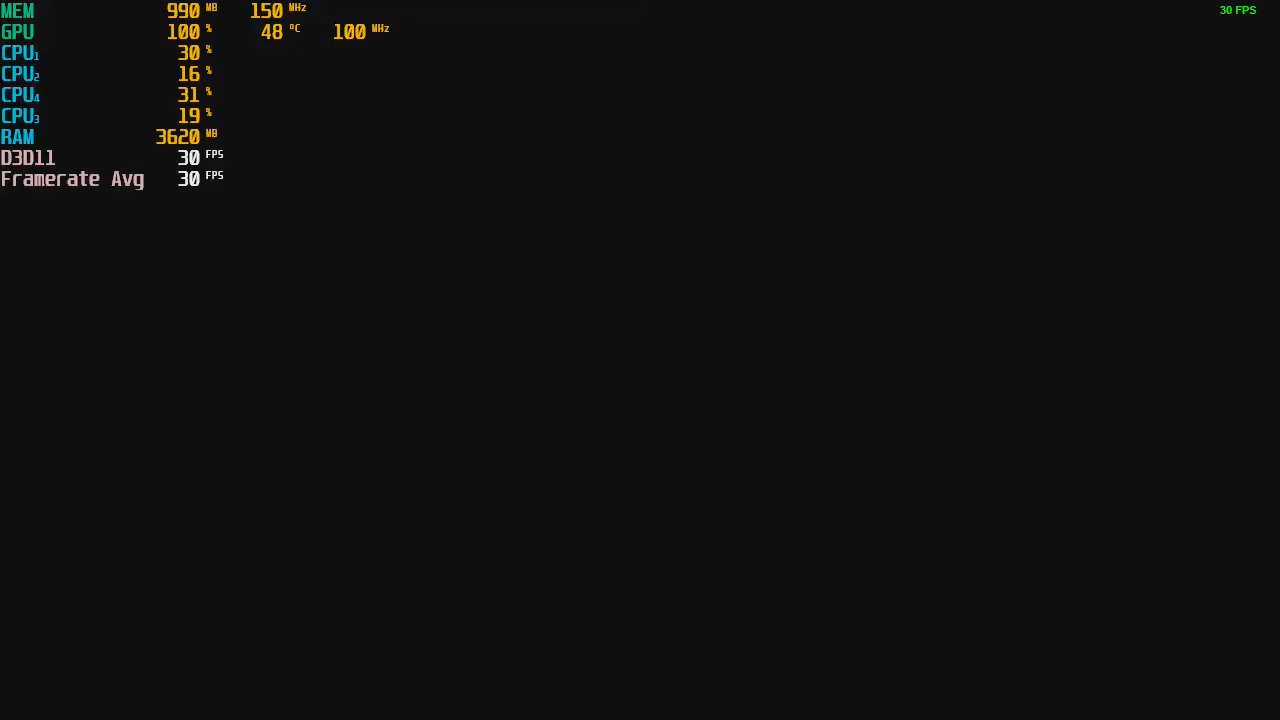 MEM 990 MB 150 MHz
GPU 100 % 48 °C 100 MHz
CPU1 30 %
CPU2 16 %
CPU4 31 %
CPU3 19 %
RAM 3620 MB
D3D11 30 FPS
Framerate Avg 30 FPS
30 FPS